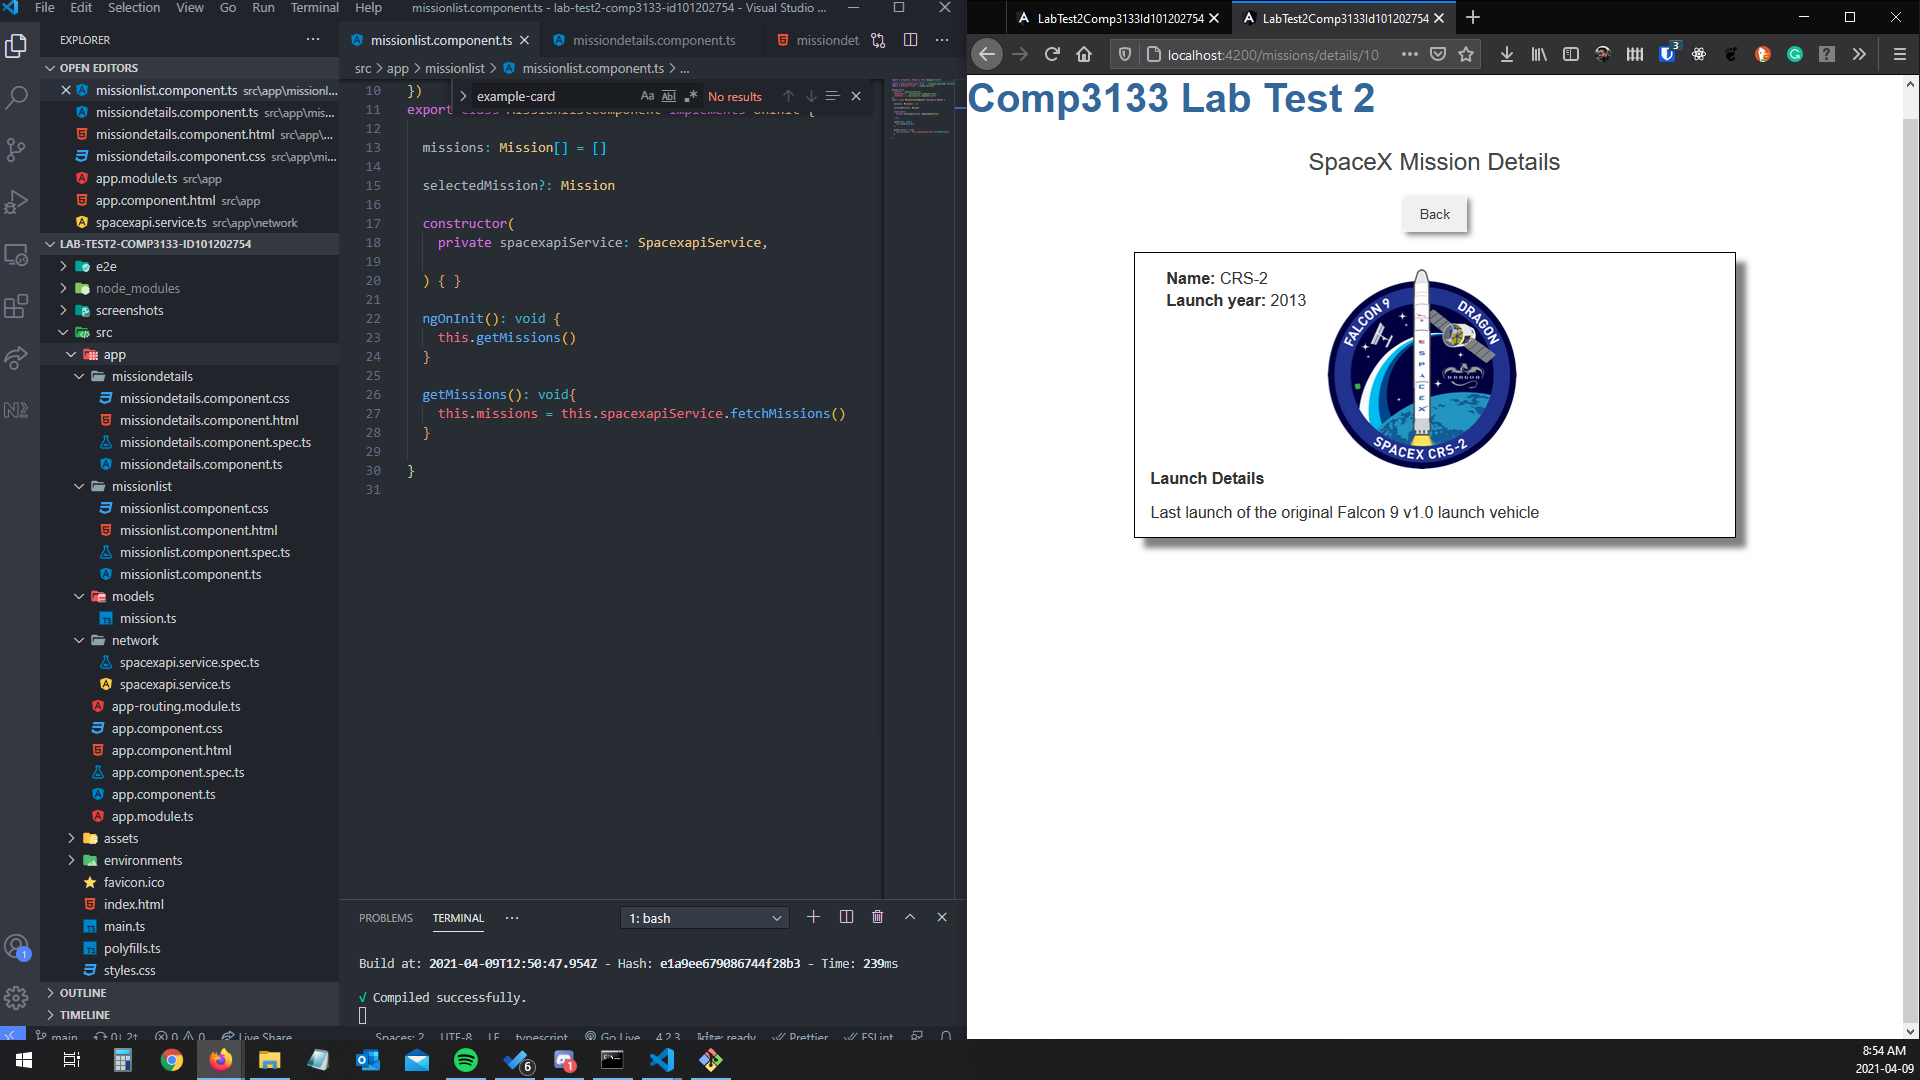 File Edit Selection View Go Run Terminal Help missionlist.component.ts - lab-test2-comp3133-id101202754 - Visual Studio ...
EXPLORER
OPEN EDITORS
missionlist.component.ts src\app\missionl...
missiondetails.component.ts src\app\mis...
missiondetails.component.html src\app\...
missiondetails.component.css src\app\mi...
app.module.ts src\app
app.component.html src\app
spacexapi.service.ts src\app\network
LAB-TEST2-COMP3133-ID101202754
e2e
node_modules
screenshots
src
app
missiondetails
missiondetails.component.css
missiondetails.component.html
missiondetails.component.spec.ts
missiondetails.component.ts
missionlist
missionlist.component.css
missionlist.component.html
missionlist.component.spec.ts
missionlist.component.ts
models
mission.ts
network
spacexapi.service.spec.ts
spacexapi.service.ts
app-routing.module.ts
app.component.css
app.component.html
app.component.spec.ts
app.component.ts
app.module.ts
assets
environments
favicon.ico
index.html
main.ts
polyfills.ts
styles.css
OUTLINE
TIMELINE
missionlist.component.ts missiondetails.component.ts missiondet
src > app > missionlist > missionlist.component.ts > ...
example-card Aa Abl .* No results
10 })
11 export class MissionlistComponent implements OnInit {
12
13 missions: Mission[] = []
14
15 selectedMission?: Mission
16
17 constructor(
18 private spacexapiService: SpacexapiService,
19
20 ) { }
21
22 ngOnInit(): void {
23 this.getMissions()
24 }
25
26 getMissions(): void{
27 this.missions = this.spacexapiService.fetchMissions()
28 }
29
30 }
31
PROBLEMS TERMINAL ... 1: bash
Build at: 2021-04-09T12:50:47.954Z - Hash: e1a9ee679086744f28b3 - Time: 239ms
√ Compiled successfully.
main 0↓ 2↑ 0 0 Live Share Spaces: 2 UTF-8 LF typescript Go Live 4.2.3 ready Prettier ESLint
LabTest2Comp3133Id101202754 LabTest2Comp3133Id101202754
localhost:4200/missions/details/10
3
Comp3133 Lab Test 2
SpaceX Mission Details
Back
Name: CRS-2
Launch year: 2013
FALCON 9 DRAGON
SPACEX
DRAGON
SPACEX CRS-2
Launch Details
Last launch of the original Falcon 9 v1.0 launch vehicle
1
6
1
8:54 AM
2021-04-09